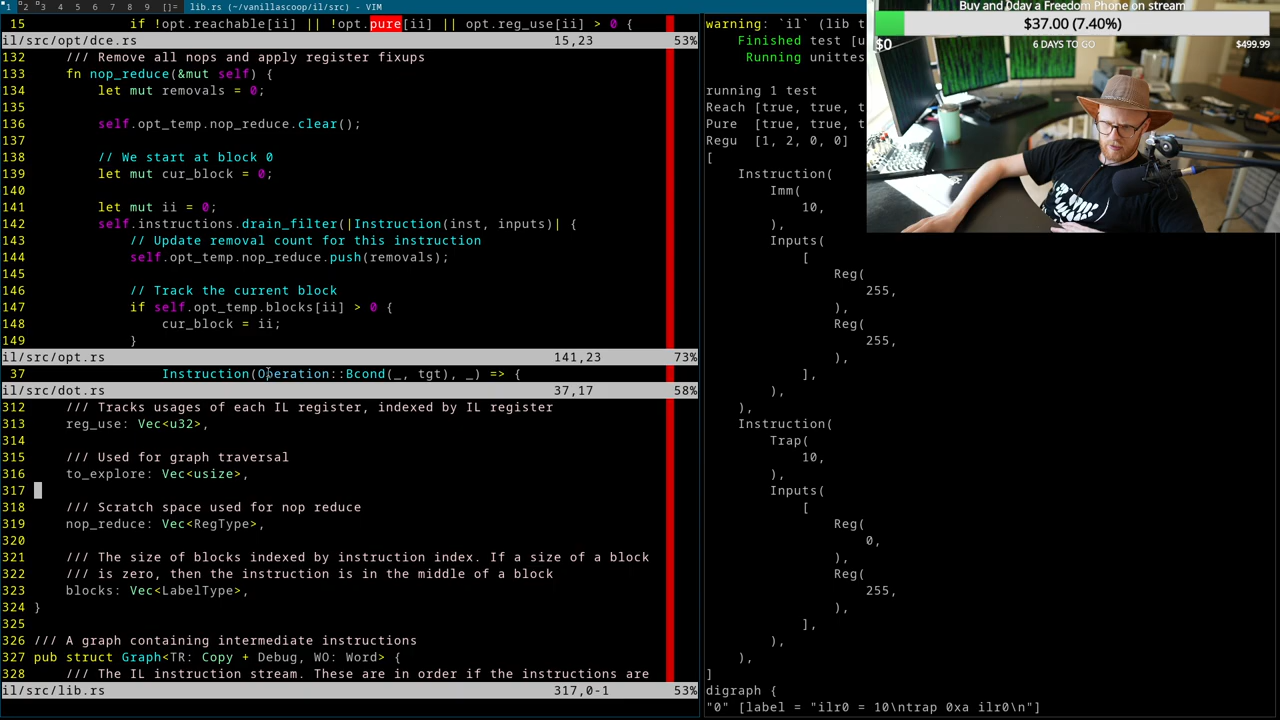 1 2 3 4 5 6 7 8 9 []= lib.rs (~/vanillascoop/il/src) - VIM
15 if !opt.reachable[ii] || !opt.pure[ii] || opt.reg_use[ii] > 0 {
il/src/opt/dce.rs 15,23 53%
132 /// Remove all nops and apply register fixups
133 fn nop_reduce(&mut self) {
134 let mut removals = 0;
135
136 self.opt_temp.nop_reduce.clear();
137
138 // We start at block 0
139 let mut cur_block = 0;
140
141 let mut ii = 0;
142 self.instructions.drain_filter(|Instruction(inst, inputs)| {
143 // Update removal count for this instruction
144 self.opt_temp.nop_reduce.push(removals);
145
146 // Track the current block
147 if self.opt_temp.blocks[ii] > 0 {
148 cur_block = ii;
149 }
il/src/opt.rs 141,23 73%
37 Instruction(Operation::Bcond(_, tgt), _) => {
il/src/dot.rs 37,17 58%
312 /// Tracks usages of each IL register, indexed by IL register
313 reg_use: Vec<u32>,
314
315 /// Used for graph traversal
316 to_explore: Vec<usize>,
317
318 /// Scratch space used for nop reduce
319 nop_reduce: Vec<RegType>,
320
321 /// The size of blocks indexed by instruction index. If a size of a block
322 /// is zero, then the instruction is in the middle of a block
323 blocks: Vec<LabelType>,
324 }
325
326 /// A graph containing intermediate instructions
327 pub struct Graph<TR: Copy + Debug, WO: Word> {
328 /// The IL instruction stream. These are in order if the instructions are
il/src/lib.rs 317,0-1 53%
warning: `il` (lib t
Finished test [u
Running unittes
running 1 test
Reach [true, true, t
Pure [true, true, t
Regu [1, 2, 0, 0]
[
Instruction(
Imm(
10,
),
Inputs(
[
Reg(
255,
),
Reg(
255,
),
],
),
),
Instruction(
Trap(
10,
),
Inputs(
[
Reg(
0,
),
Reg(
255,
),
],
),
),
]
digraph {
"0" [label = "ilr0 = 10\ntrap 0xa ilr0\n"]
Buy and Dday a Freedom Phone on stream
$37.00 (7.40%)
$0 6 DAYS TO GO $499.99